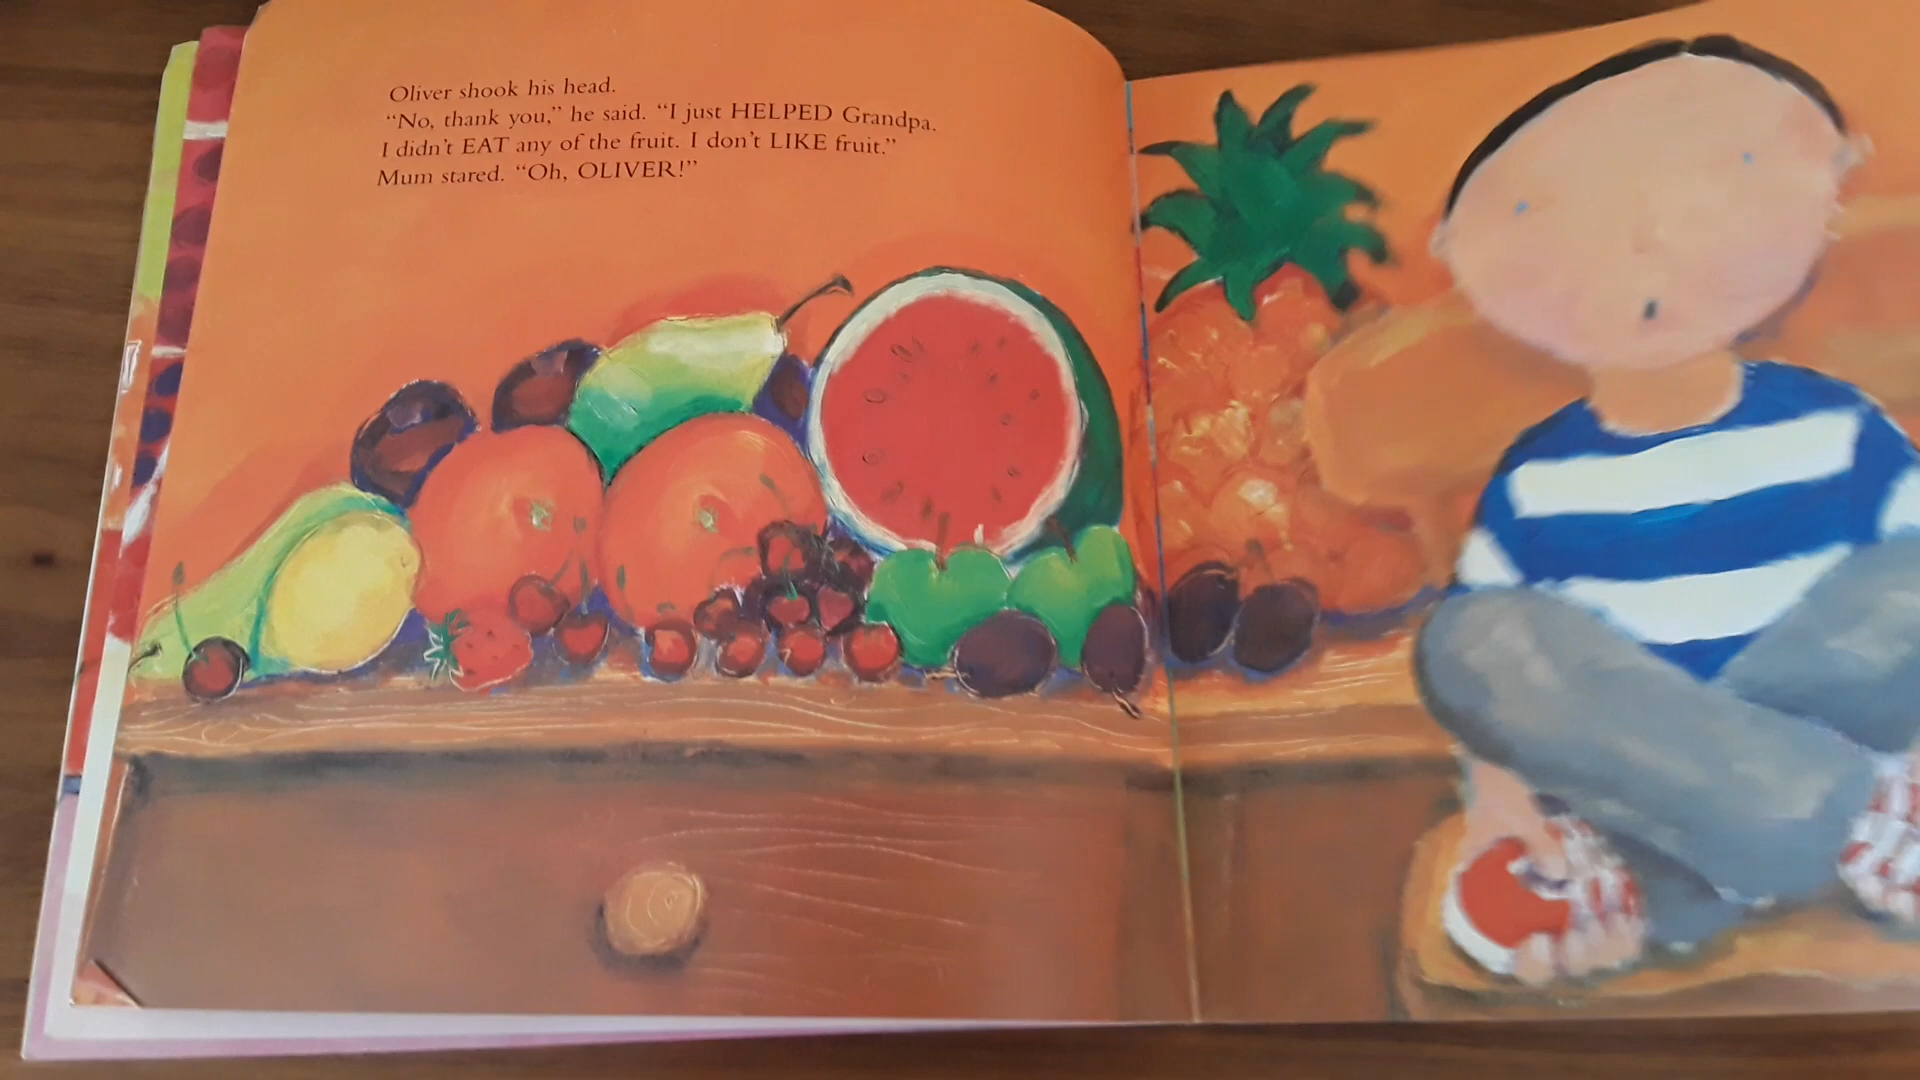 Oliver shook his head.
“No, thank you,” he said. “I just HELPED Grandpa.
I didn’t EAT any of the fruit. I don’t LIKE fruit.”
Mum stared. “Oh, OLIVER!”